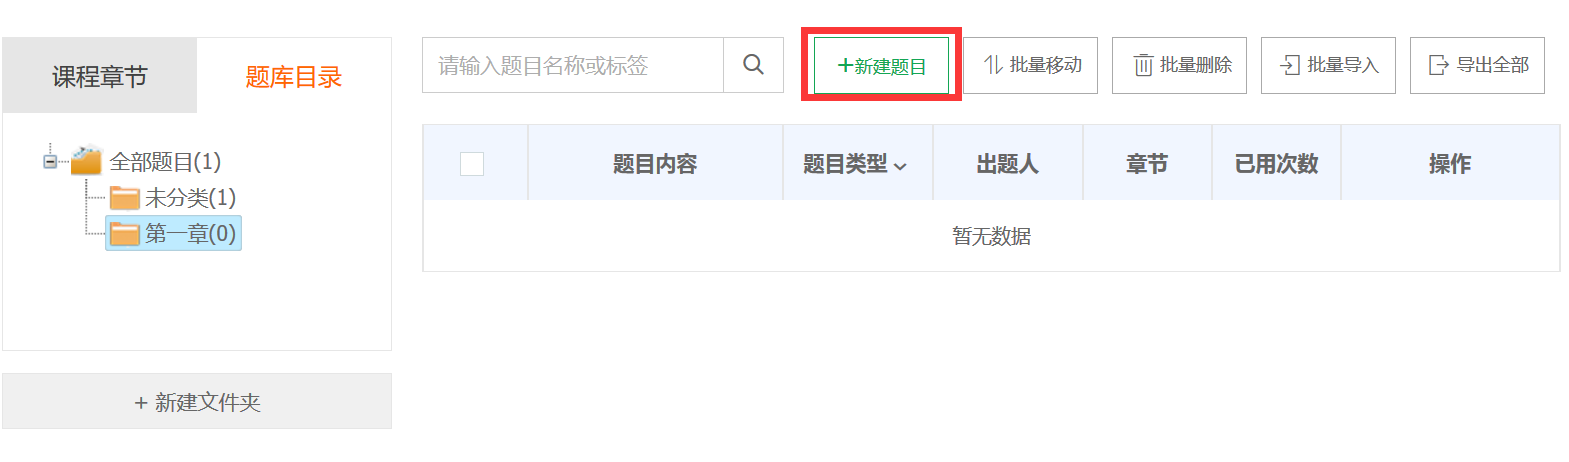 课程章节
题库目录
全部题目(1)
未分类(1)
第一章(0)
+ 新建文件夹
请输入题目名称或标签
+新建题目
批量移动
批量删除
批量导入
导出全部
题目内容
题目类型
出题人
章节
已用次数
操作
暂无数据